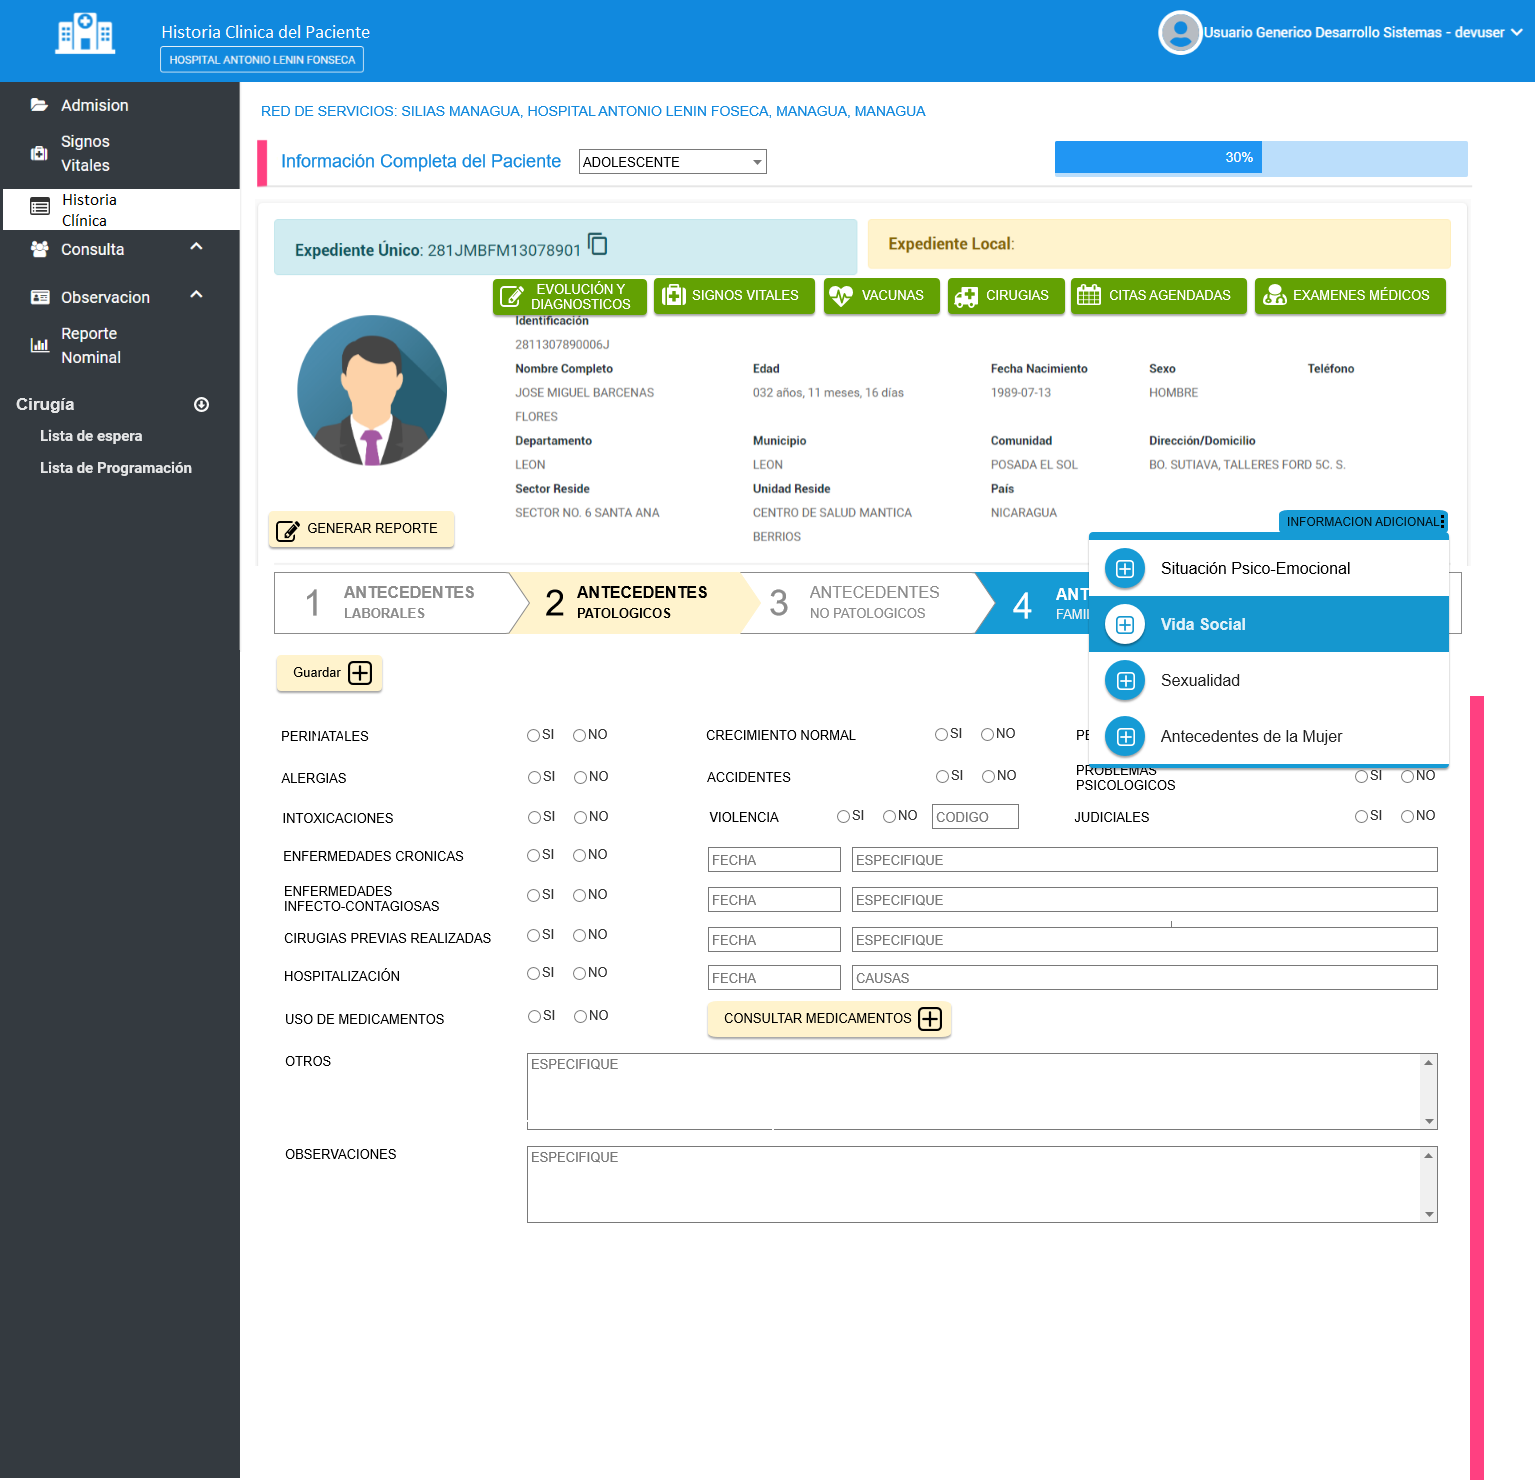 Historia Clinica del Paciente
HOSPITAL ANTONIO LENIN FONSECA
Usuario Generico Desarrollo Sistemas - devuser
Admision
Signos
Vitales
Historia
Clínica
Consulta
Observacion
Reporte
Nominal
Cirugía
Lista de espera
Lista de Programación
RED DE SERVICIOS: SILIAS MANAGUA, HOSPITAL ANTONIO LENIN FOSECA, MANAGUA, MANAGUA
Información Completa del Paciente
ADOLESCENTE
30%
Expediente Único: 281JMBFM13078901
Expediente Local:
EVOLUCIÓN Y
DIAGNOSTICOS
SIGNOS VITALES
VACUNAS
CIRUGIAS
CITAS AGENDADAS
EXAMENES MÉDICOS
Identificación
2811307890006J
Nombre Completo
Edad
Fecha Nacimiento
Sexo
Teléfono
JOSE MIGUEL BARCENAS
FLORES
032 años, 11 meses, 16 días
1989-07-13
HOMBRE
Departamento
Municipio
Comunidad
Dirección/Domicilio
LEON
LEON
POSADA EL SOL
BO. SUTIAVA, TALLERES FORD 5C. S.
Sector Reside
Unidad Reside
País
SECTOR NO. 6 SANTA ANA
CENTRO DE SALUD MANTICA
BERRIOS
NICARAGUA
GENERAR REPORTE
INFORMACION ADICIONAL
Situación Psico-Emocional
Vida Social
Sexualidad
Antecedentes de la Mujer
1 ANTECEDENTES
LABORALES
2 ANTECEDENTES
PATOLOGICOS
3 ANTECEDENTES
NO PATOLOGICOS
4 ANT
FAMI
Guardar
PERINATALES SI NO
CRECIMIENTO NORMAL SI NO
ALERGIAS SI NO
ACCIDENTES SI NO
PROBLEMAS
PSICOLOGICOS SI NO
INTOXICACIONES SI NO
VIOLENCIA SI NO CODIGO
JUDICIALES SI NO
ENFERMEDADES CRONICAS SI NO FECHA ESPECIFIQUE
ENFERMEDADES
INFECTO-CONTAGIOSAS SI NO FECHA ESPECIFIQUE
CIRUGIAS PREVIAS REALIZADAS SI NO FECHA ESPECIFIQUE
HOSPITALIZACIÓN SI NO FECHA CAUSAS
USO DE MEDICAMENTOS SI NO CONSULTAR MEDICAMENTOS
OTROS ESPECIFIQUE
OBSERVACIONES ESPECIFIQUE